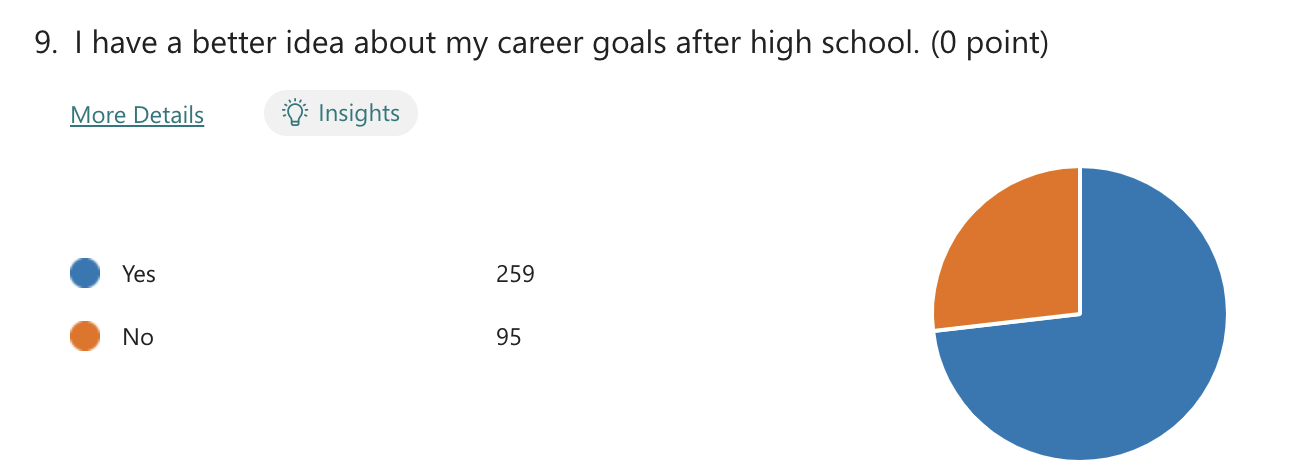 9. I have a better idea about my career goals after high school. (0 point)
More Details Insights
Yes 259
No 95